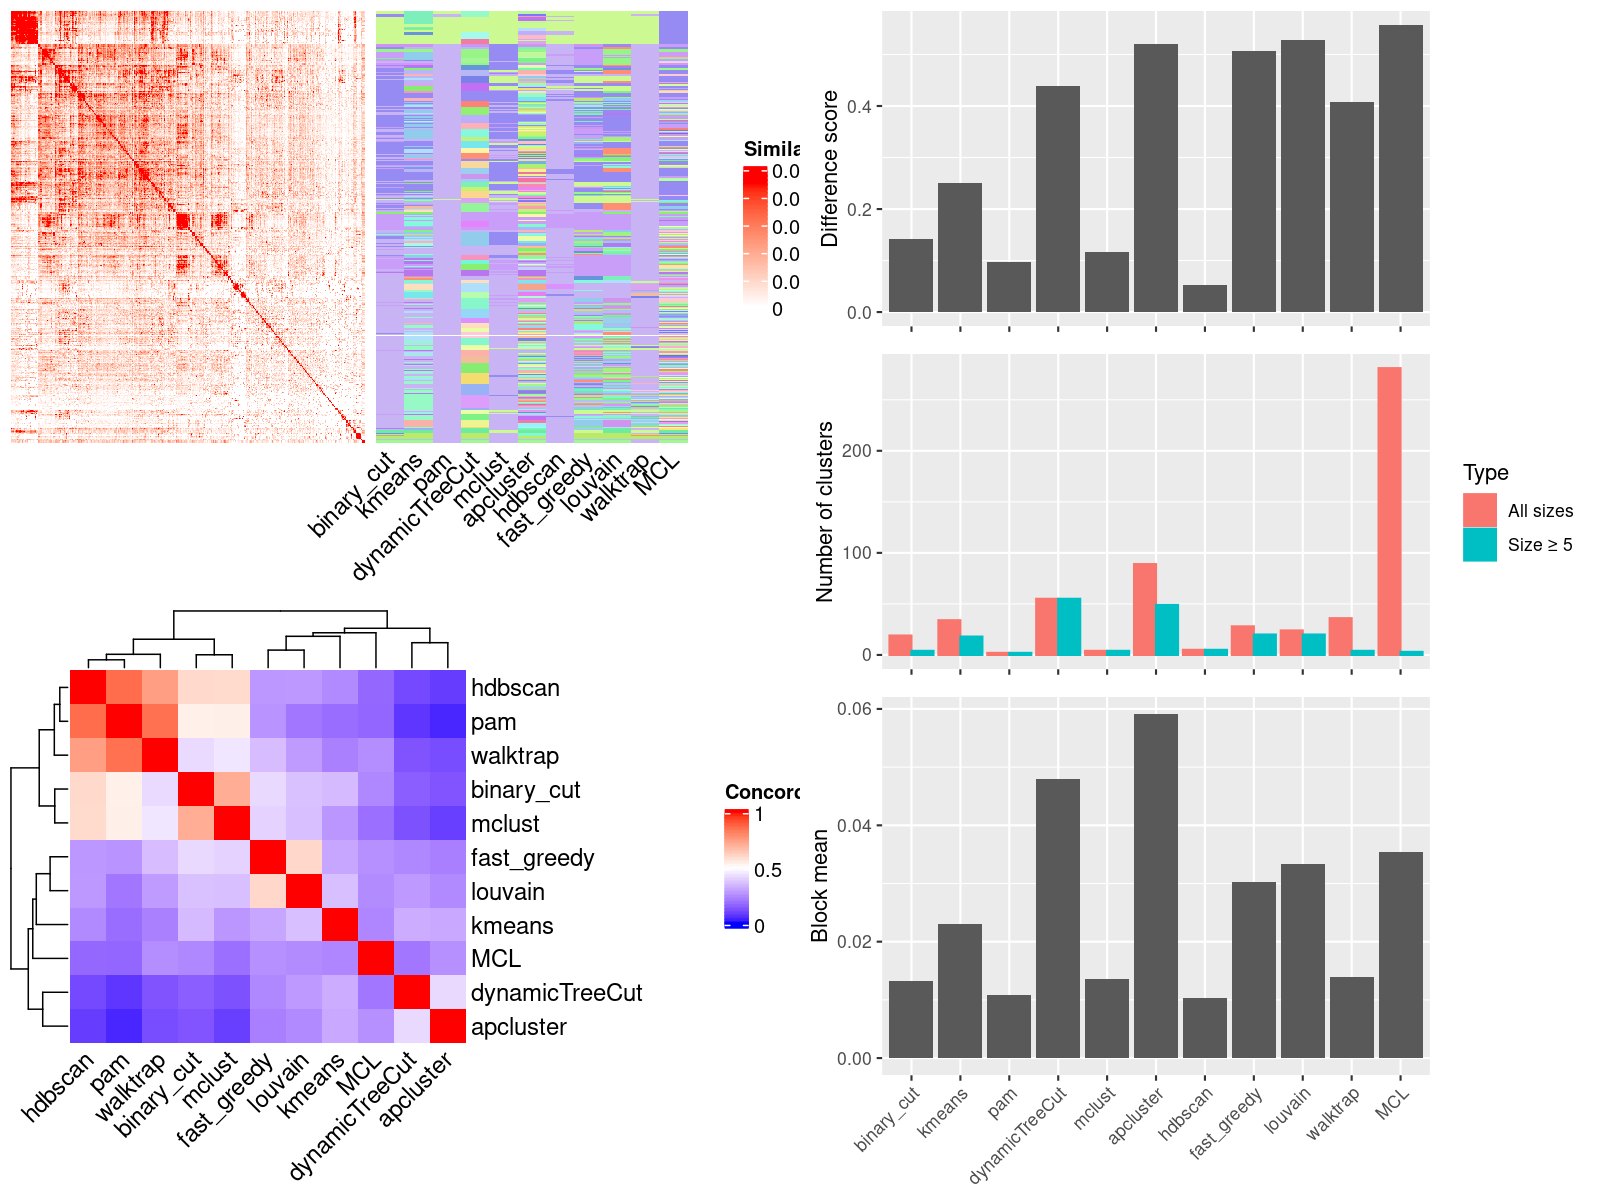 Simila
0.0
0.0
0.0
0.0
0.0
0
binary_cut
kmeans
pam
dynamicTreeCut
mclust
apcluster
hdbscan
fast_greedy
louvain
walktrap
MCL
hdbscan
pam
walktrap
binary_cut
mclust
fast_greedy
louvain
kmeans
MCL
dynamicTreeCut
apcluster
hdbscan
pam
walktrap
binary_cut
mclust
fast_greedy
louvain
kmeans
MCL
dynamicTreeCut
apcluster
Concord
1
0.5
0
Difference score
0.4
0.2
0.0
Number of clusters
200
100
0
Type
All sizes
Size ≥ 5
Block mean
0.06
0.04
0.02
0.00
binary_cut
kmeans
pam
dynamicTreeCut
mclust
apcluster
hdbscan
fast_greedy
louvain
walktrap
MCL